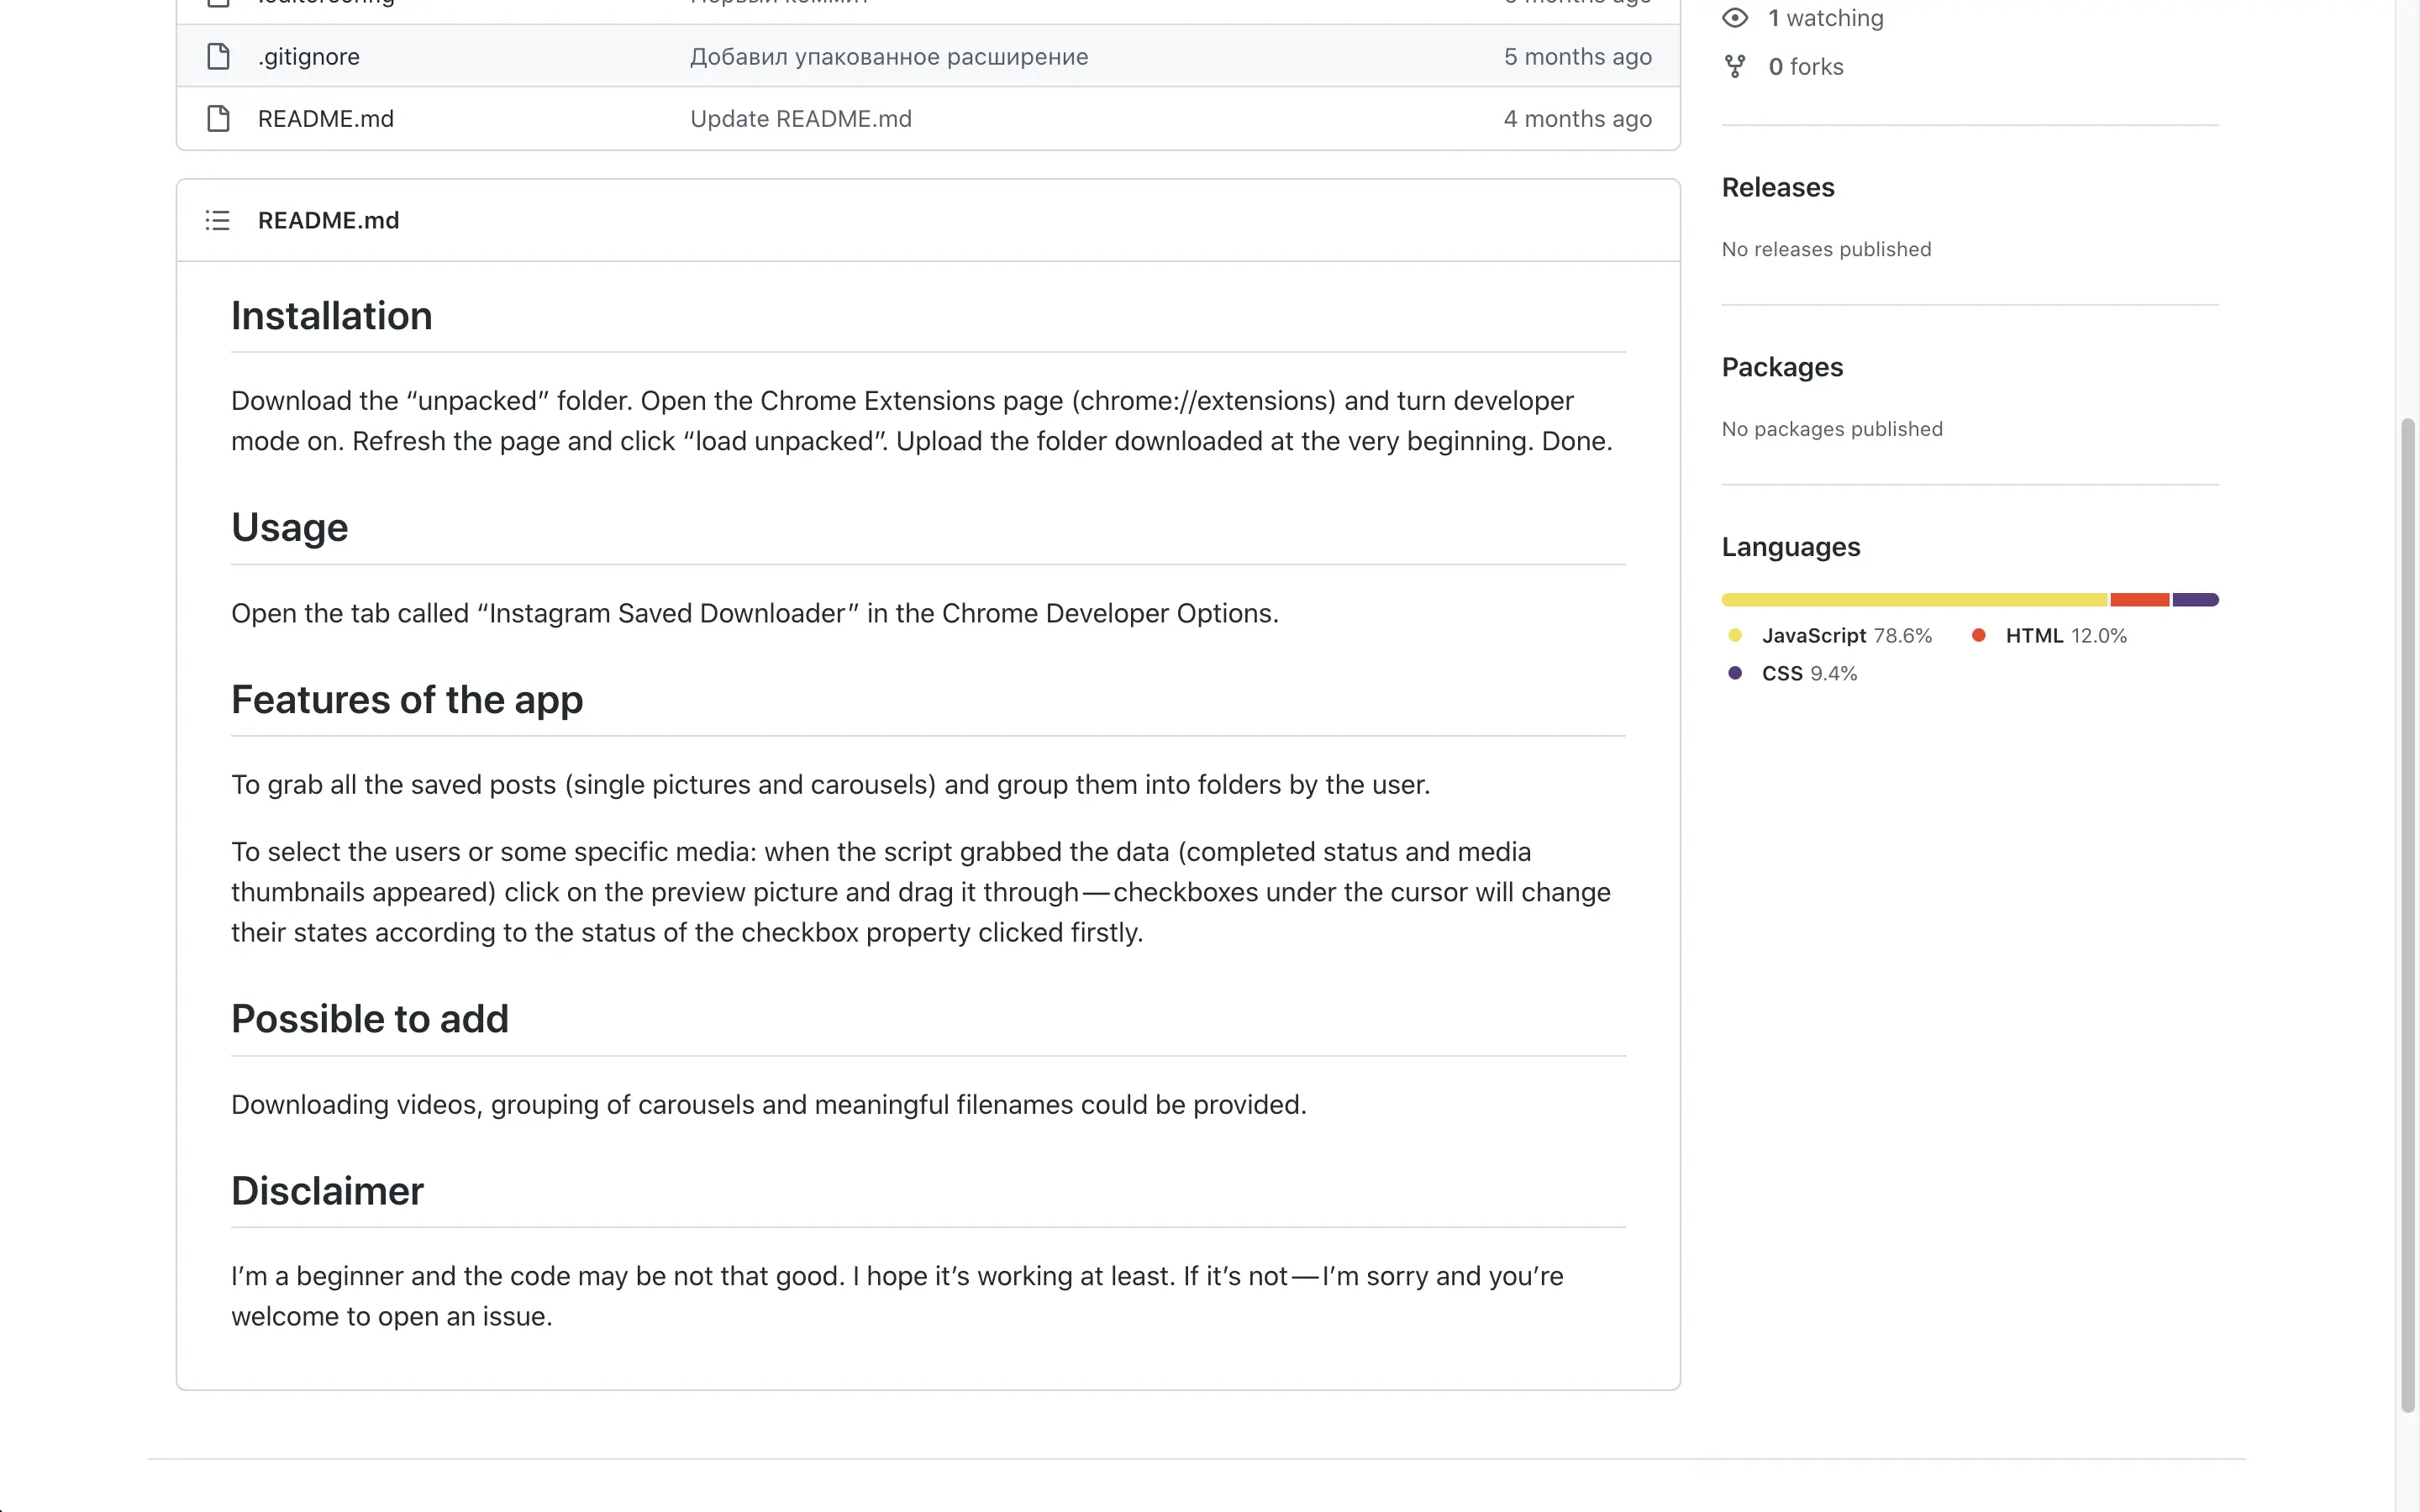 .gitignore
Добавил упакованное расширение
5 months ago
README.md
Update README.md
4 months ago
README.md
Installation
Download the “unpacked” folder. Open the Chrome Extensions page (chrome://extensions) and turn developer
mode on. Refresh the page and click “load unpacked”. Upload the folder downloaded at the very beginning. Done.
Usage
Open the tab called “Instagram Saved Downloader” in the Chrome Developer Options.
Features of the app
To grab all the saved posts (single pictures and carousels) and group them into folders by the user.
To select the users or some specific media: when the script grabbed the data (completed status and media
thumbnails appeared) click on the preview picture and drag it through — checkboxes under the cursor will change
their states according to the status of the checkbox property clicked firstly.
Possible to add
Downloading videos, grouping of carousels and meaningful filenames could be provided.
Disclaimer
I’m a beginner and the code may be not that good. I hope it’s working at least. If it’s not — I’m sorry and you’re
welcome to open an issue.
1 watching
0 forks
Releases
No releases published
Packages
No packages published
Languages
JavaScript 78.6%
HTML 12.0%
CSS 9.4%